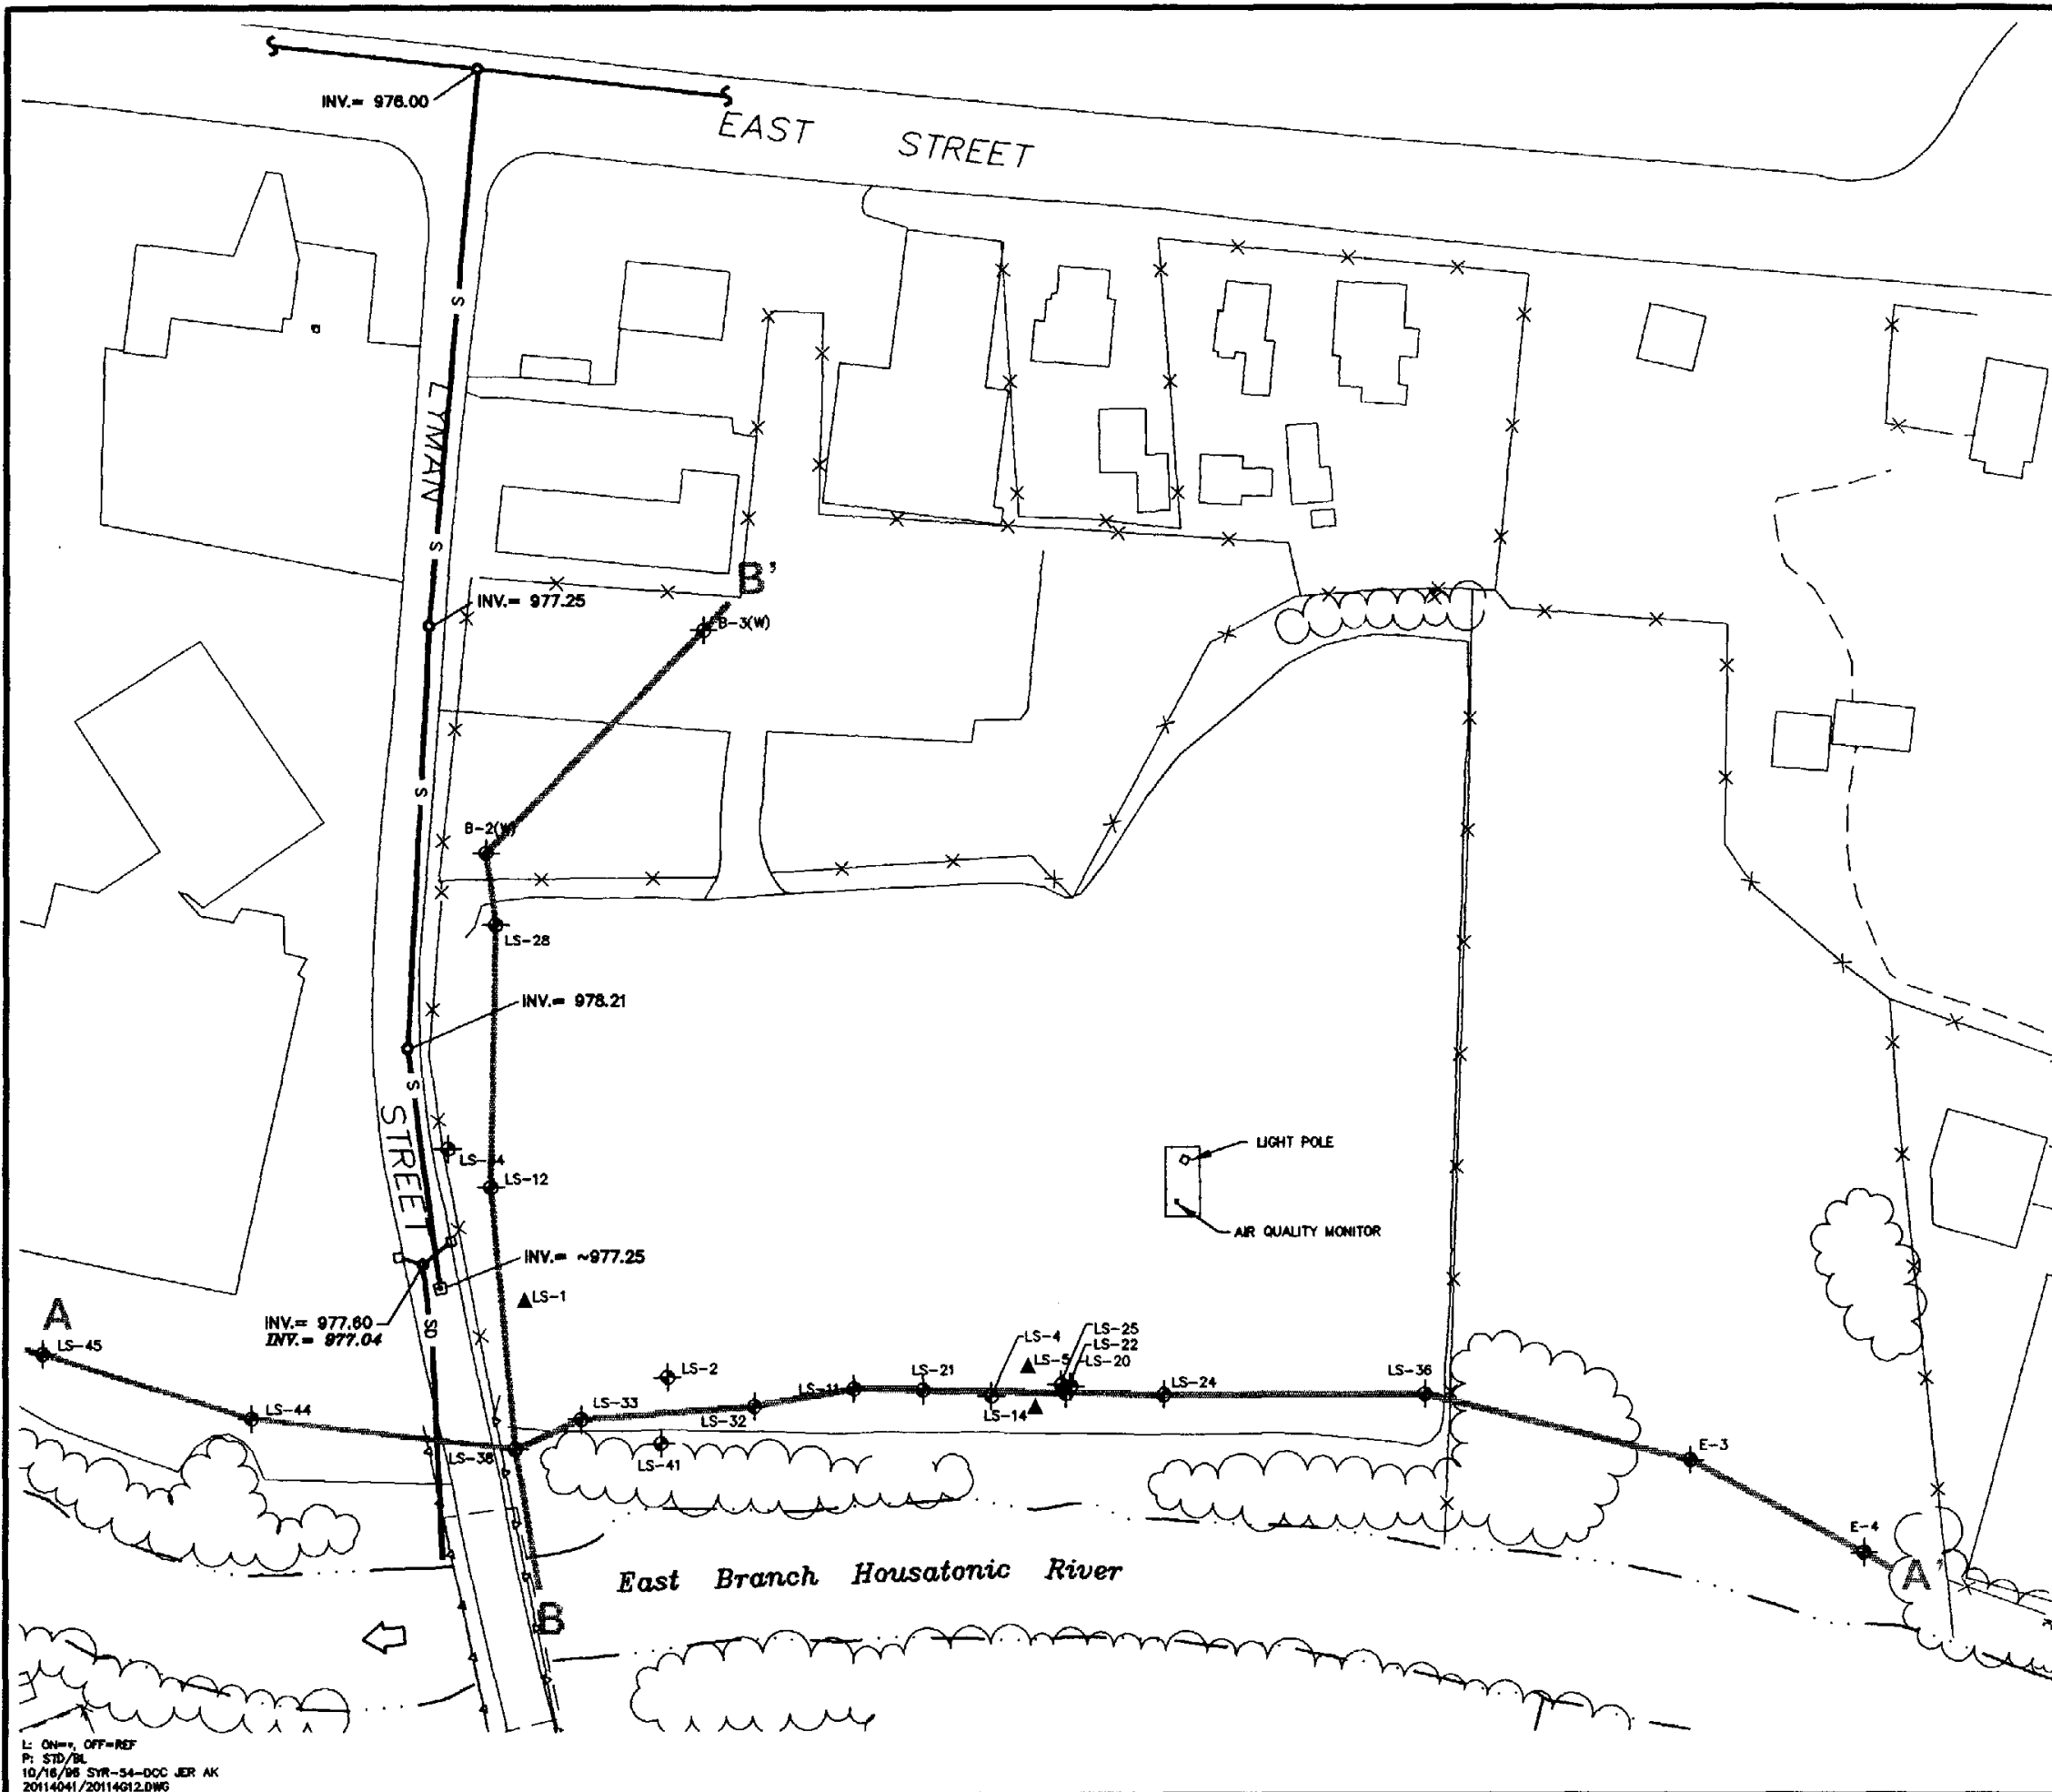 INV.= 976.00
EAST STREET
S
LYMAN
S
B'
INV.= 977.25
B-3(W)
S
B-2(W)
LS-28
INV.= 978.21
S
STREET
LIGHT POLE
LS-12
AIR QUALITY MONITOR
INV.= ~977.25
LS-1
A
INV.= 977.60
INV.= 977.04
SD
LS-45
LS-25
LS-4
LS-22
LS-5
LS-20
LS-2
LS-21
LS-11
LS-24
LS-36
LS-44
LS-33
LS-32
LS-14
LS-38
LS-41
E-3
E-4
A'
East Branch Housatonic River
B
P: STD/BL
10/16/96 SYR-54-DCC JER AK
20114041/20114G12.DWG